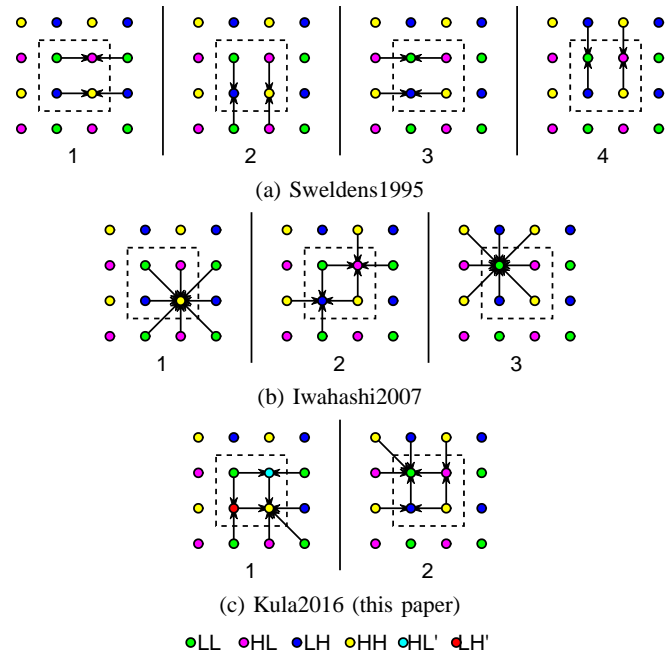 1 2 3 4
(a) Sweldens1995
1 2 3
(b) Iwahashi2007
1 2
(c) Kula2016 (this paper)
LL HL LH HH HL' LH'